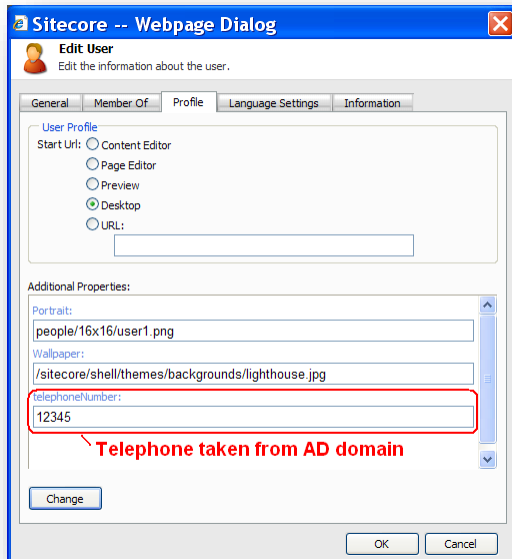 Sitecore -- Webpage Dialog
Edit User
Edit the information about the user.
General Member Of Profile Language Settings Information
User Profile
Start Url: Content Editor
Page Editor
Preview
Desktop
URL:
Additional Properties:
Portrait:
people/16x16/user1.png
Wallpaper:
/sitecore/shell/themes/backgrounds/lighthouse.jpg
telephoneNumber:
12345
Telephone taken from AD domain
Change
OK Cancel